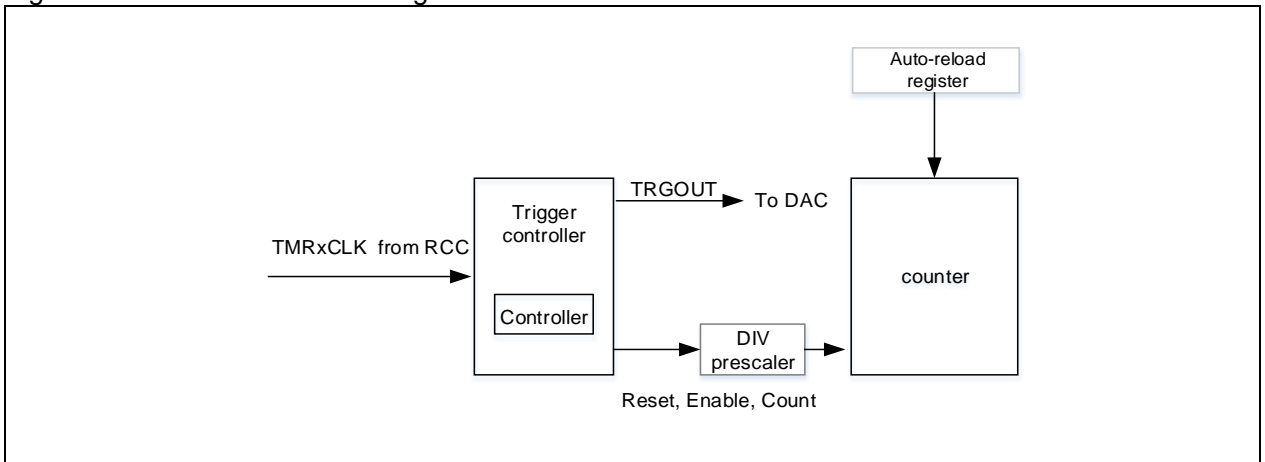 Auto-reload
register
TRGOUT
To DAC
Trigger
controller
TMRxCLK from RCC
counter
Controller
DIV
prescaler
Reset, Enable, Count